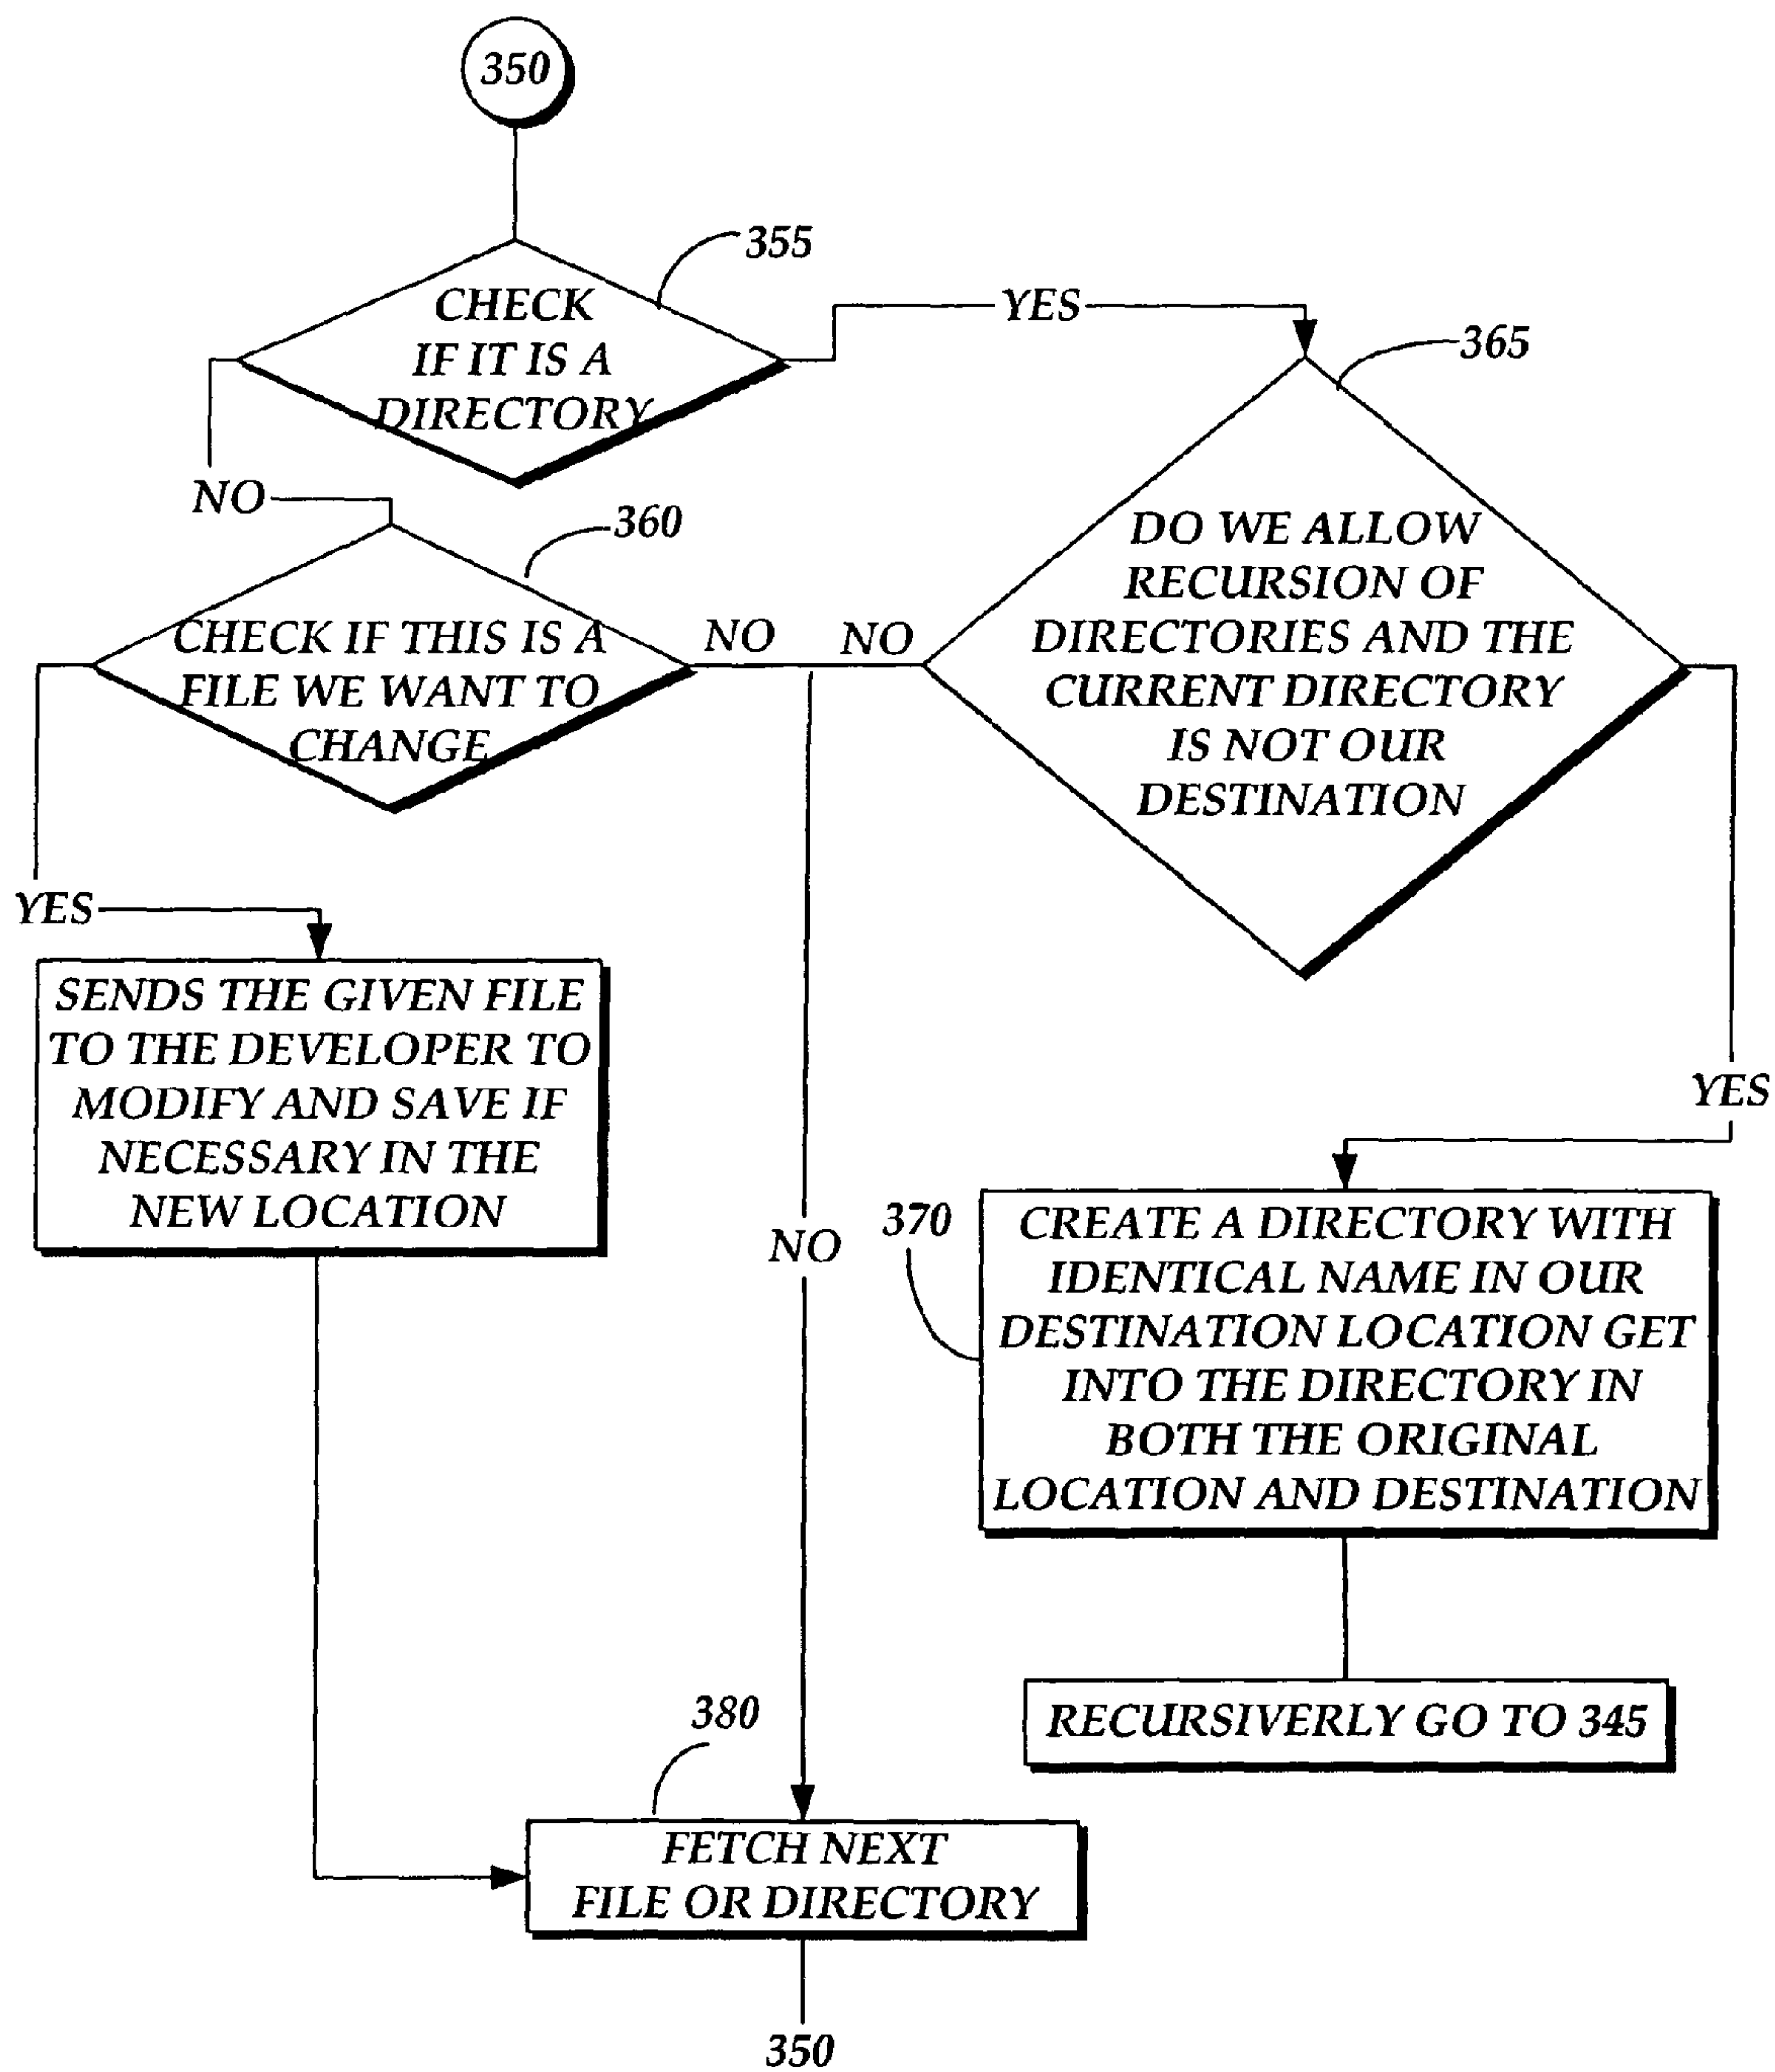 350
355
CHECK
IF IT IS A
DIRECTORY
YES
365
NO
360
CHECK IF THIS IS A
FILE WE WANT TO
CHANGE
NO
NO
DO WE ALLOW
RECURSION OF
DIRECTORIES AND THE
CURRENT DIRECTORY
IS NOT OUR
DESTINATION
YES
SENDS THE GIVEN FILE
TO THE DEVELOPER TO
MODIFY AND SAVE IF
NECESSARY IN THE
NEW LOCATION
YES
NO
370
CREATE A DIRECTORY WITH
IDENTICAL NAME IN OUR
DESTINATION LOCATION GET
INTO THE DIRECTORY IN
BOTH THE ORIGINAL
LOCATION AND DESTINATION
RECURSIVERLY GO TO 345
380
FETCH NEXT
FILE OR DIRECTORY
350